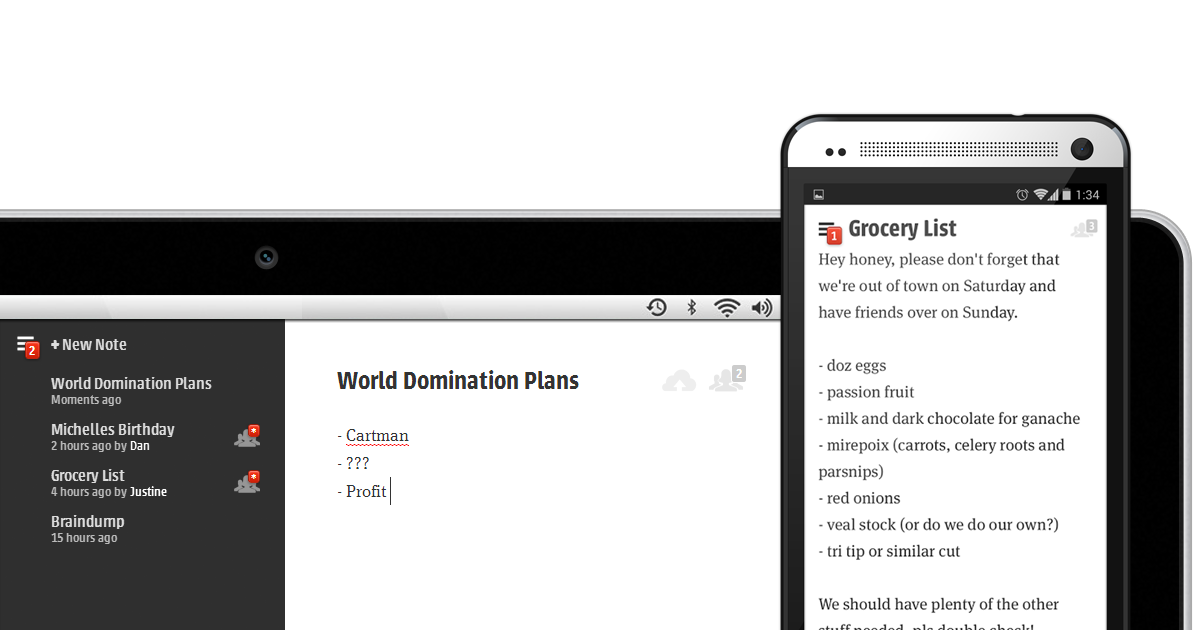 2
+ New Note
World Domination Plans
Moments ago
Michelles Birthday
2 hours ago by Dan
*
Grocery List
4 hours ago by Justine
*
Braindump
15 hours ago
World Domination Plans
2
- Cartman
- ???
- Profit
1:34
1
Grocery List
3
Hey honey, please don't forget that
we're out of town on Saturday and
have friends over on Sunday.
- doz eggs
- passion fruit
- milk and dark chocolate for ganache
- mirepoix (carrots, celery roots and
parsnips)
- red onions
- veal stock (or do we do our own?)
- tri tip or similar cut
We should have plenty of the other
stuff needed, pls double check!